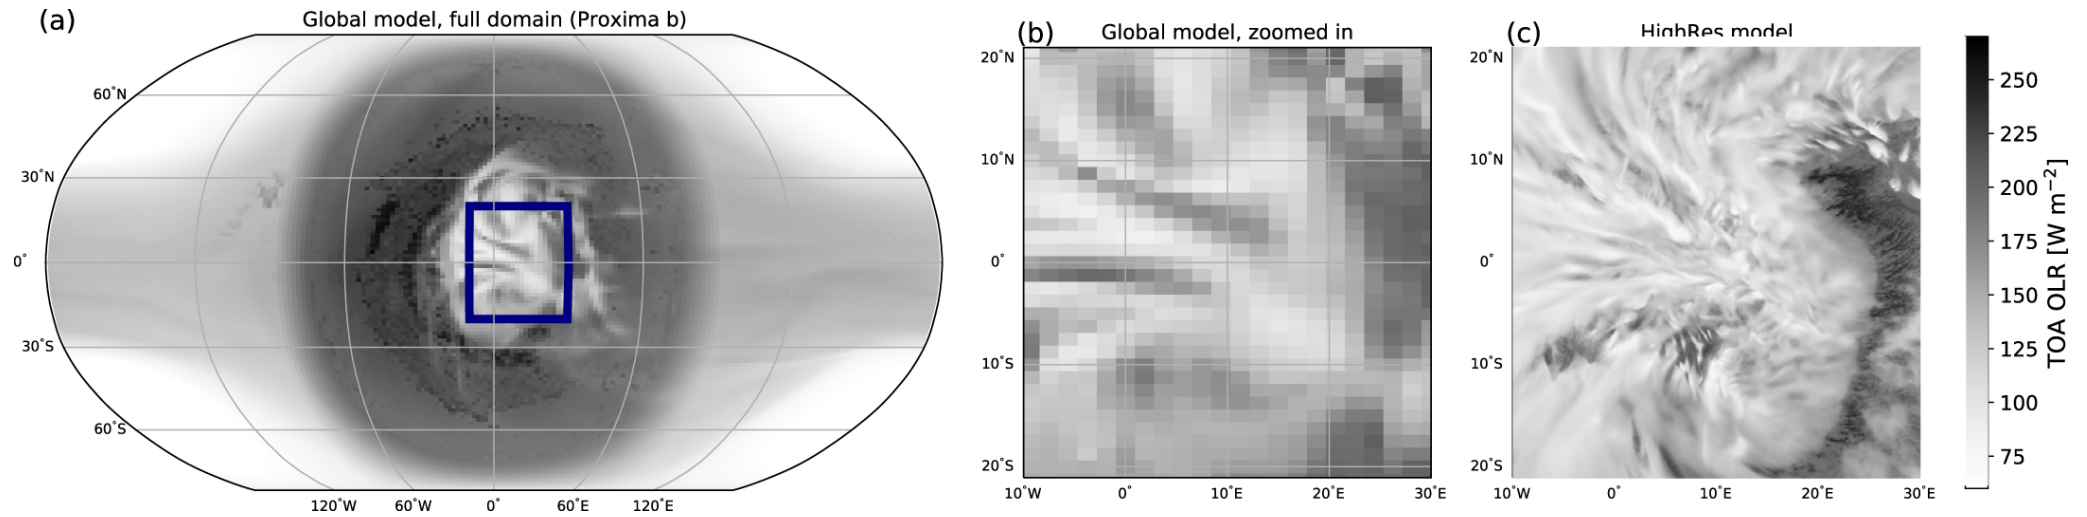 (a)
Global model, full domain (Proxima b)
60°N
30°N
0°
30°S
60°S
120°W 60°W 0° 60°E 120°E
(b)
Global model, zoomed in
20°N
10°N
0°
10°S
20°S
10°W 0° 10°E 20°E 30°E
(c)
HighRes model
20°N
10°N
0°
10°S
20°S
10°W 0° 10°E 20°E 30°E
250
225
200
175
150
125
100
75
TOA OLR [W m⁻²]